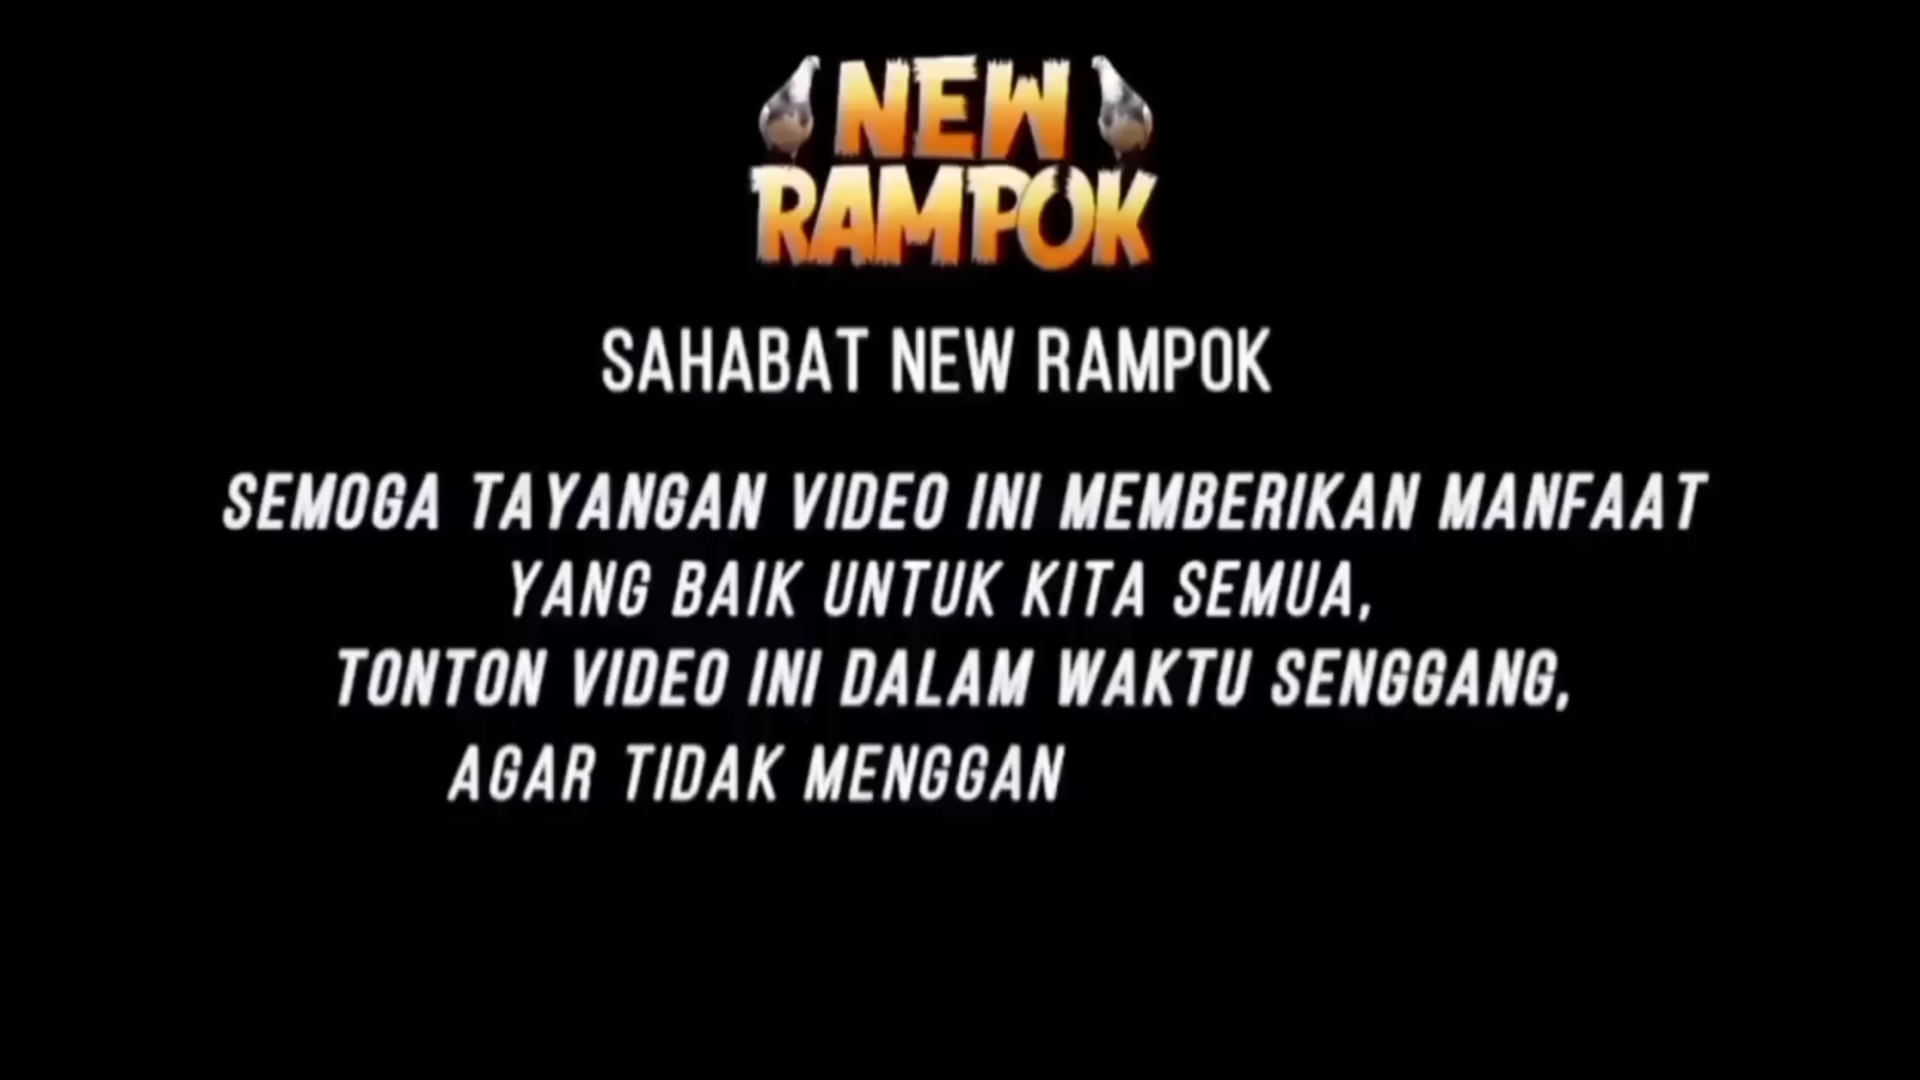 NEW
RAMPOK
SAHABAT NEW RAMPOK
SEMOGA TAYANGAN VIDEO INI MEMBERIKAN MANFAAT
YANG BAIK UNTUK KITA SEMUA,
TONTON VIDEO INI DALAM WAKTU SENGGANG,
AGAR TIDAK MENGGAN